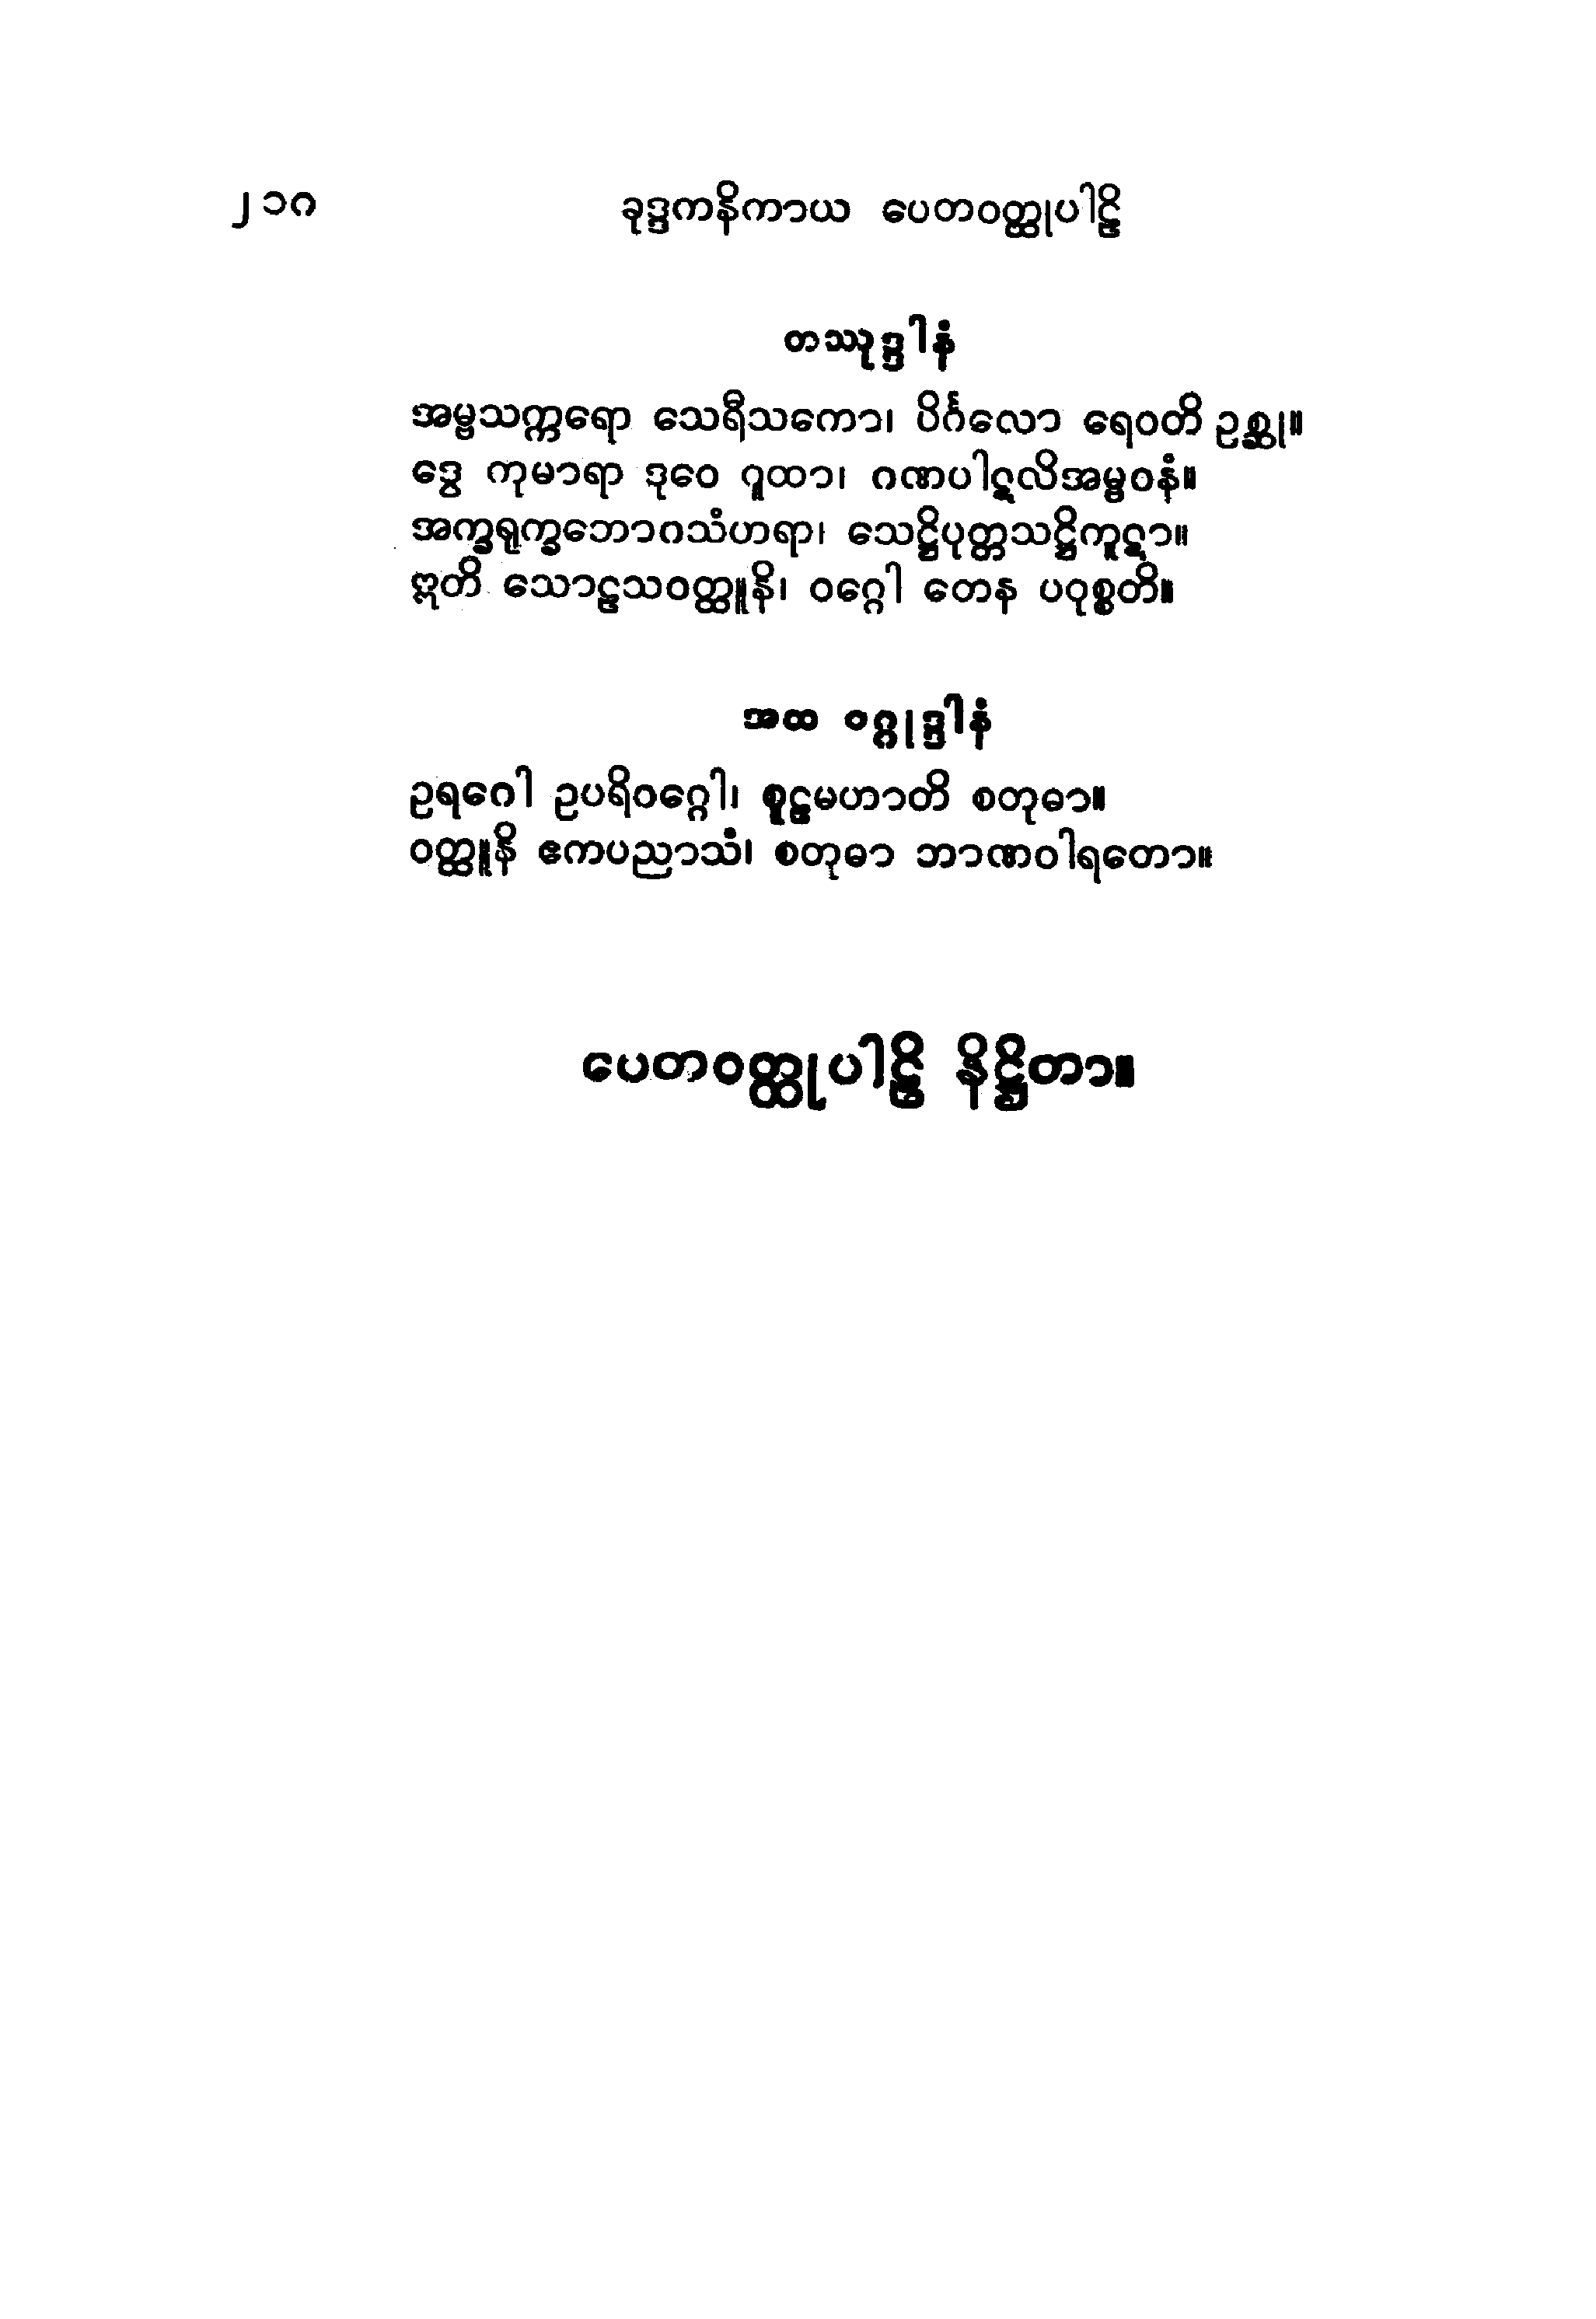 ၂၁ဂ ခုဒ္ဒကနိကာယ ပေတဝတ္ထုပါဠိ
တဿုဒ္ဒါနံ
အမ္ဗသက္ကရော သေရီသကော၊ ပိင်္ဂလော ရေဝတိ ဥစ္ဆု။
ဒွေ ကုမာရာ ဒုဝေ ဂူထာ၊ ဂဏပါဋလိအမ္ဗဝနံ။
အက္ခရုက္ခဘောဂသံဟရာ၊ သေဋ္ဌိပုတ္တသဋ္ဌိကူဋာ။
ဣတိ သောဠသဝတ္ထူနိ၊ ဝဂ္ဂေါ တေန ပဝုစ္စတိ။
အထ ဝဂ္ဂုဒ္ဒါနံ
ဥရဂေါ ဥပရိဝဂ္ဂေါ၊ စူဠမဟာတိ စတုဓာ။
ဝတ္ထူနိ ဧကပညာသံ၊ စတုဓာ ဘာဏဝါရတော။
ပေတဝတ္ထုပါဠိ နိဋ္ဌိတာ။